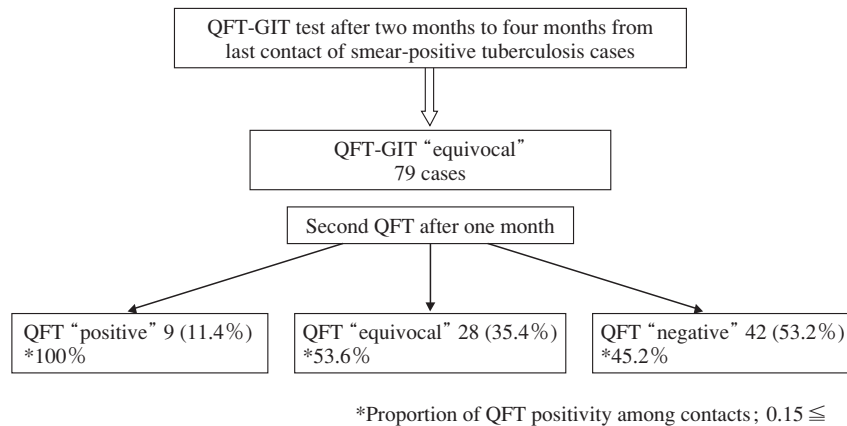 QFT-GIT test after two months to four months from
last contact of smear-positive tuberculosis cases
QFT-GIT “equivocal”
79 cases
Second QFT after one month
QFT “positive” 9 (11.4%)
*100%
QFT “equivocal” 28 (35.4%)
*53.6%
QFT “negative” 42 (53.2%)
*45.2%
*Proportion of QFT positivity among contacts; 0.15 ≦